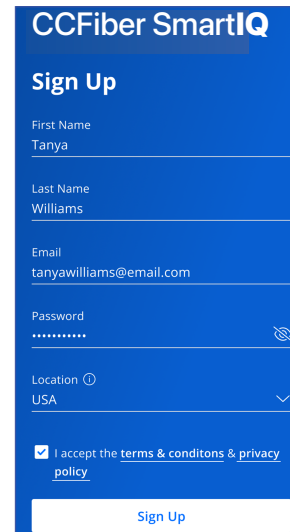 CCFiber SmartIQ
Sign Up
First Name
Tanya
Last Name
Williams
Email
tanyawilliams@email.com
Password
•••••••••••
Location ⓘ
USA
I accept the terms & conditons & privacy
policy
Sign Up